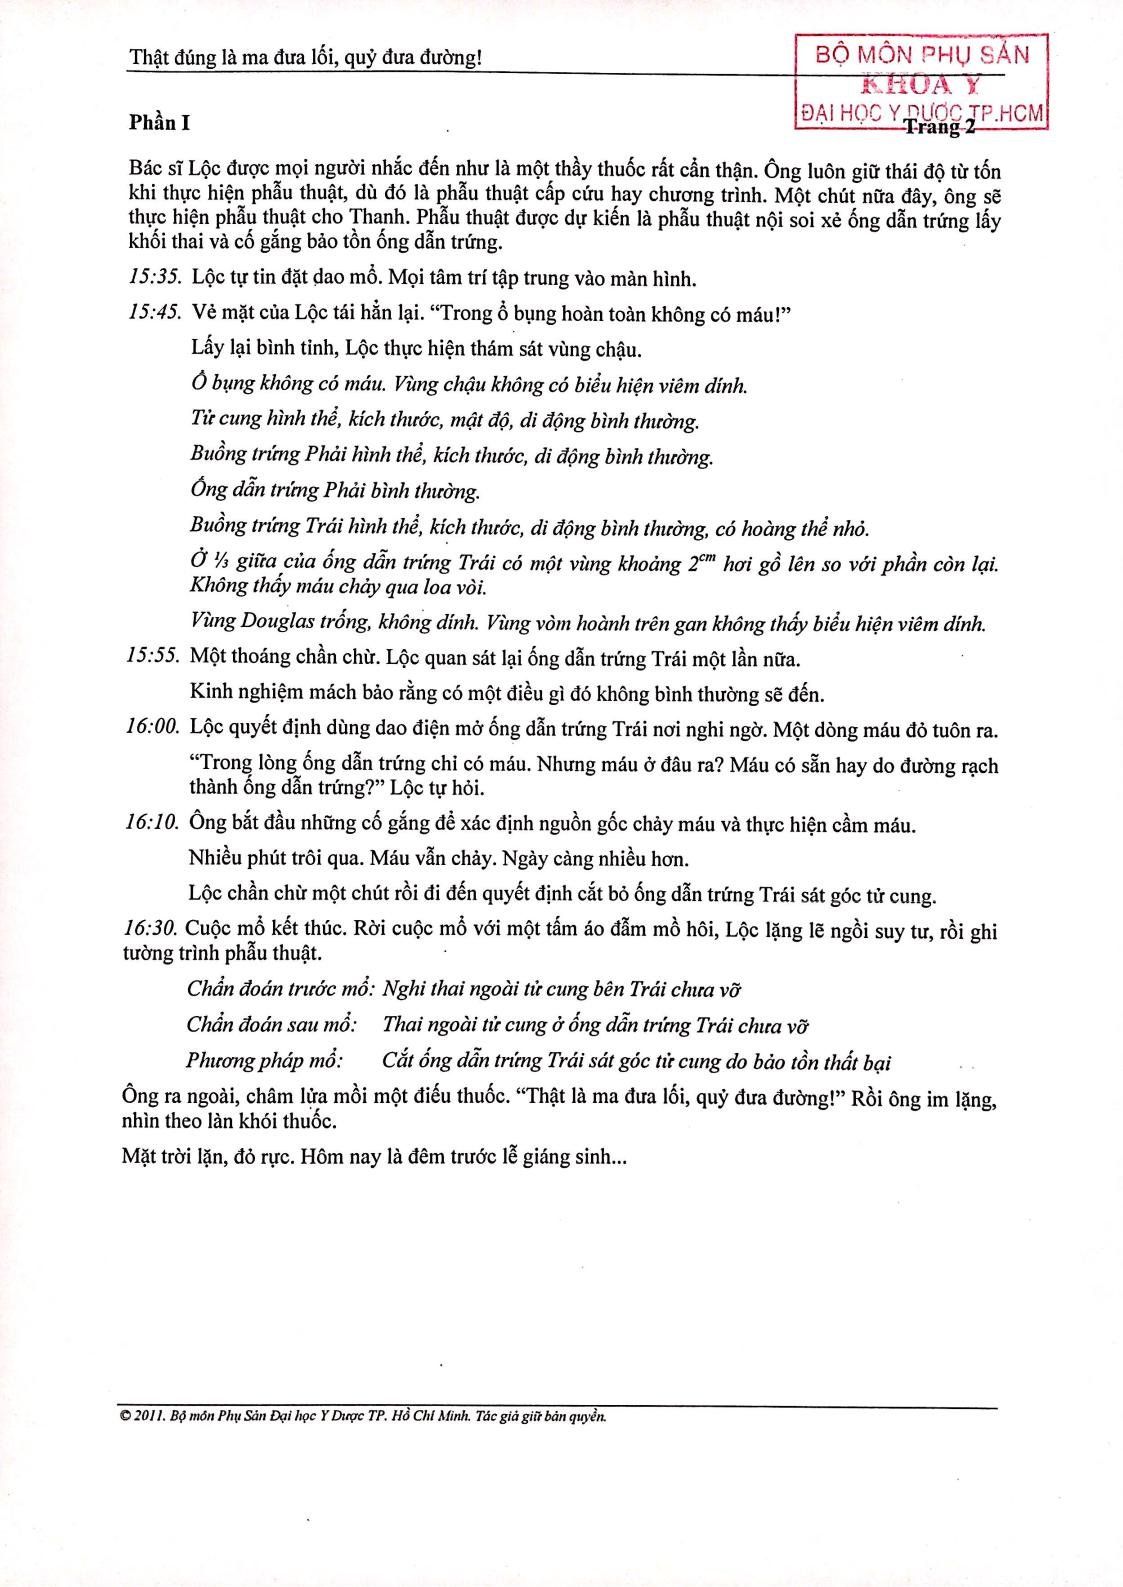 Thật đúng là ma đưa lối, quỷ đưa đường!
BỘ MÔN PHỤ SẢN
KHOA Y
ĐẠI HỌC Y DƯỢC TP.HCM
Phần I
Trang 2
Bác sĩ Lộc được mọi người nhắc đến như là một thầy thuốc rất cẩn thận. Ông luôn giữ thái độ từ tốn
khi thực hiện phẫu thuật, dù đó là phẫu thuật cấp cứu hay chương trình. Một chút nữa đây, ông sẽ
thực hiện phẫu thuật cho Thanh. Phẫu thuật được dự kiến là phẫu thuật nội soi xẻ ống dẫn trứng lấy
khối thai và cố gắng bảo tồn ống dẫn trứng.
15:35. Lộc tự tin đặt dao mổ. Mọi tâm trí tập trung vào màn hình.
15:45. Vẻ mặt của Lộc tái hẳn lại. “Trong ổ bụng hoàn toàn không có máu!”
Lấy lại bình tinh, Lộc thực hiện thám sát vùng chậu.
Ổ bụng không có máu. Vùng chậu không có biểu hiện viêm dính.
Tử cung hình thể, kích thước, mật độ, di động bình thường.
Buồng trứng Phải hình thể, kích thước, di động bình thường.
Ống dẫn trứng Phải bình thường.
Buồng trứng Trái hình thể, kích thước, di động bình thường, có hoàng thể nhỏ.
Ở ⅓ giữa của ống dẫn trứng Trái có một vùng khoảng 2cm hơi gồ lên so với phần còn lại.
Không thấy máu chảy qua loa vòi.
Vùng Douglas trống, không dính. Vùng vòm hoành trên gan không thấy biểu hiện viêm dính.
15:55. Một thoáng chần chừ. Lộc quan sát lại ống dẫn trứng Trái một lần nữa.
Kinh nghiệm mách bảo rằng có một điều gì đó không bình thường sẽ đến.
16:00. Lộc quyết định dùng dao điện mở ống dẫn trứng Trái nơi nghi ngờ. Một dòng máu đỏ tuôn ra.
“Trong lòng ống dẫn trứng chỉ có máu. Nhưng máu ở đâu ra? Máu có sẵn hay do đường rạch
thành ống dẫn trứng?” Lộc tự hỏi.
16:10. Ông bắt đầu những cố gắng để xác định nguồn gốc chảy máu và thực hiện cầm máu.
Nhiều phút trôi qua. Máu vẫn chảy. Ngày càng nhiều hơn.
Lộc chần chừ một chút rồi đi đến quyết định cắt bỏ ống dẫn trứng Trái sát góc tử cung.
16:30. Cuộc mổ kết thúc. Rời cuộc mổ với một tấm áo đẫm mồ hôi, Lộc lặng lẽ ngồi suy tư, rồi ghi
tường trình phẫu thuật.
Chẩn đoán trước mổ: Nghi thai ngoài tử cung bên Trái chưa vỡ
Chẩn đoán sau mổ: Thai ngoài tử cung ở ống dẫn trứng Trái chưa vỡ
Phương pháp mổ: Cắt ống dẫn trứng Trái sát góc tử cung do bảo tồn thất bại
Ông ra ngoài, châm lửa mồi một điếu thuốc. “Thật là ma đưa lối, quỷ đưa đường!” Rồi ông im lặng,
nhìn theo làn khói thuốc.
Mặt trời lặn, đỏ rực. Hôm nay là đêm trước lễ giáng sinh...
© 2011. Bộ môn Phụ Sản Đại học Y Dược TP. Hồ Chí Minh. Tác giả giữ bản quyền.